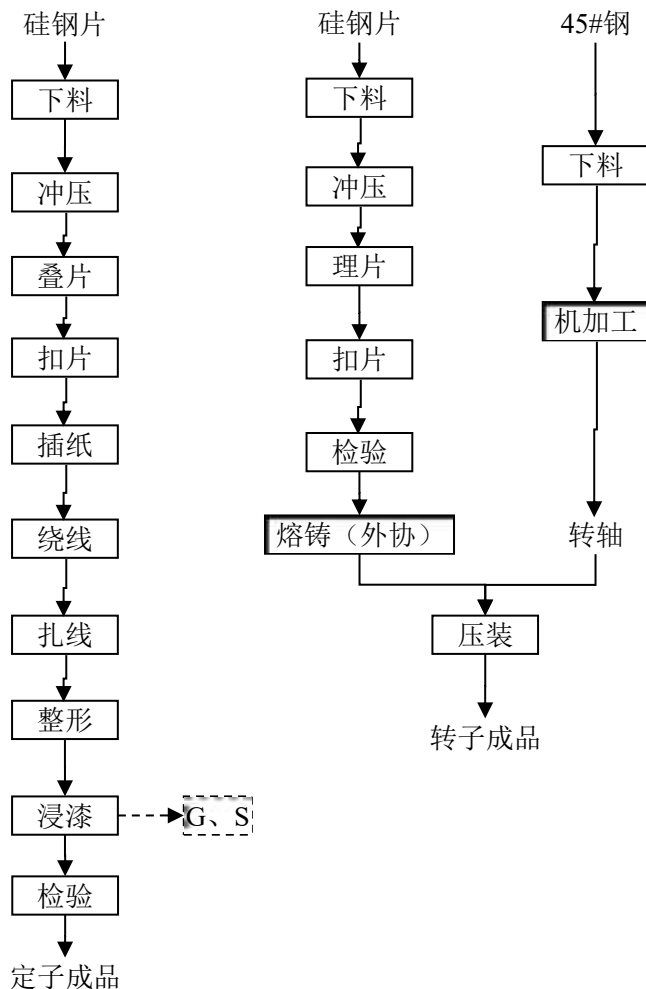 硅钢片
下料
冲压
叠片
扣片
插纸
绕线
扎线
整形
浸漆
G、S
检验
定子成品
硅钢片
下料
冲压
理片
扣片
检验
熔铸（外协）
45#钢
下料
机加工
转轴
压装
转子成品